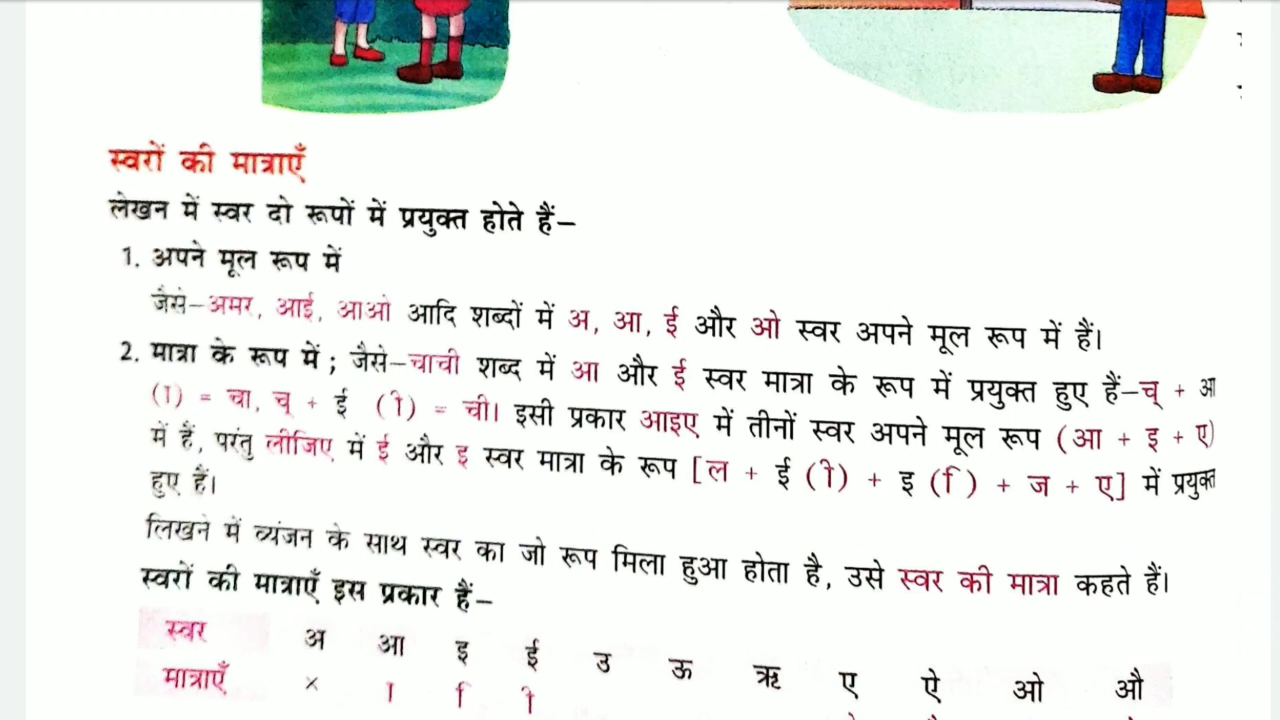 स्वरों की मात्राएँ
लेखन में स्वर दो रूपों में प्रयुक्त होते हैं–
1. अपने मूल रूप में
जैसे–अमर, आई, आओ आदि शब्दों में अ, आ, ई और ओ स्वर अपने मूल रूप में हैं।
2. मात्रा के रूप में ; जैसे–चाची शब्द में आ और ई स्वर मात्रा के रूप में प्रयुक्त हुए हैं–च् + आ
(ा) = चा, च् + ई (ी) = ची। इसी प्रकार आइए में तीनों स्वर अपने मूल रूप (आ + इ + ए)
में हैं, परंतु लीजिए में ई और इ स्वर मात्रा के रूप [ल + ई (ी) + इ (ि) + ज + ए] में प्रयुक्त
हुए हैं।
लिखने में व्यंजन के साथ स्वर का जो रूप मिला हुआ होता है, उसे स्वर की मात्रा कहते हैं।
स्वरों की मात्राएँ इस प्रकार हैं–
स्वर अ आ इ ई उ ऊ ऋ ए ऐ ओ औ
मात्राएँ × ा ि ी